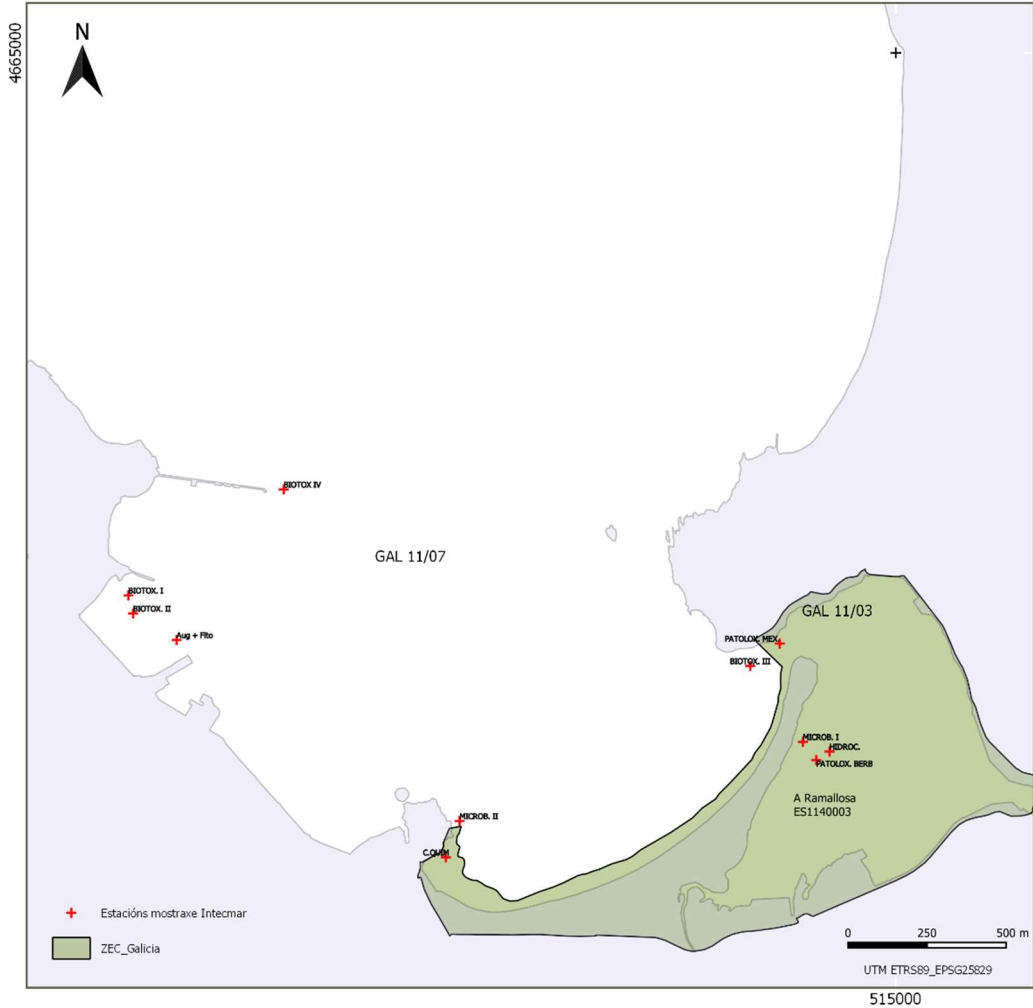 4665000
N
BIOTOX IV
GAL 11/07
BIOTOX. I
BIOTOX. II
Aug + Fito
GAL 11/03
PATOLOX. MEX.
BIOTOX. III
MICROB. I
HIDROC.
PATOLOX. BERB
A Ramallosa
ES1140003
MICROB. II
C.QUIM
Estacións mostraxe Intecmar
ZEC_Galicia
0 250 500 m
UTM ETRS89_EPSG25829
515000